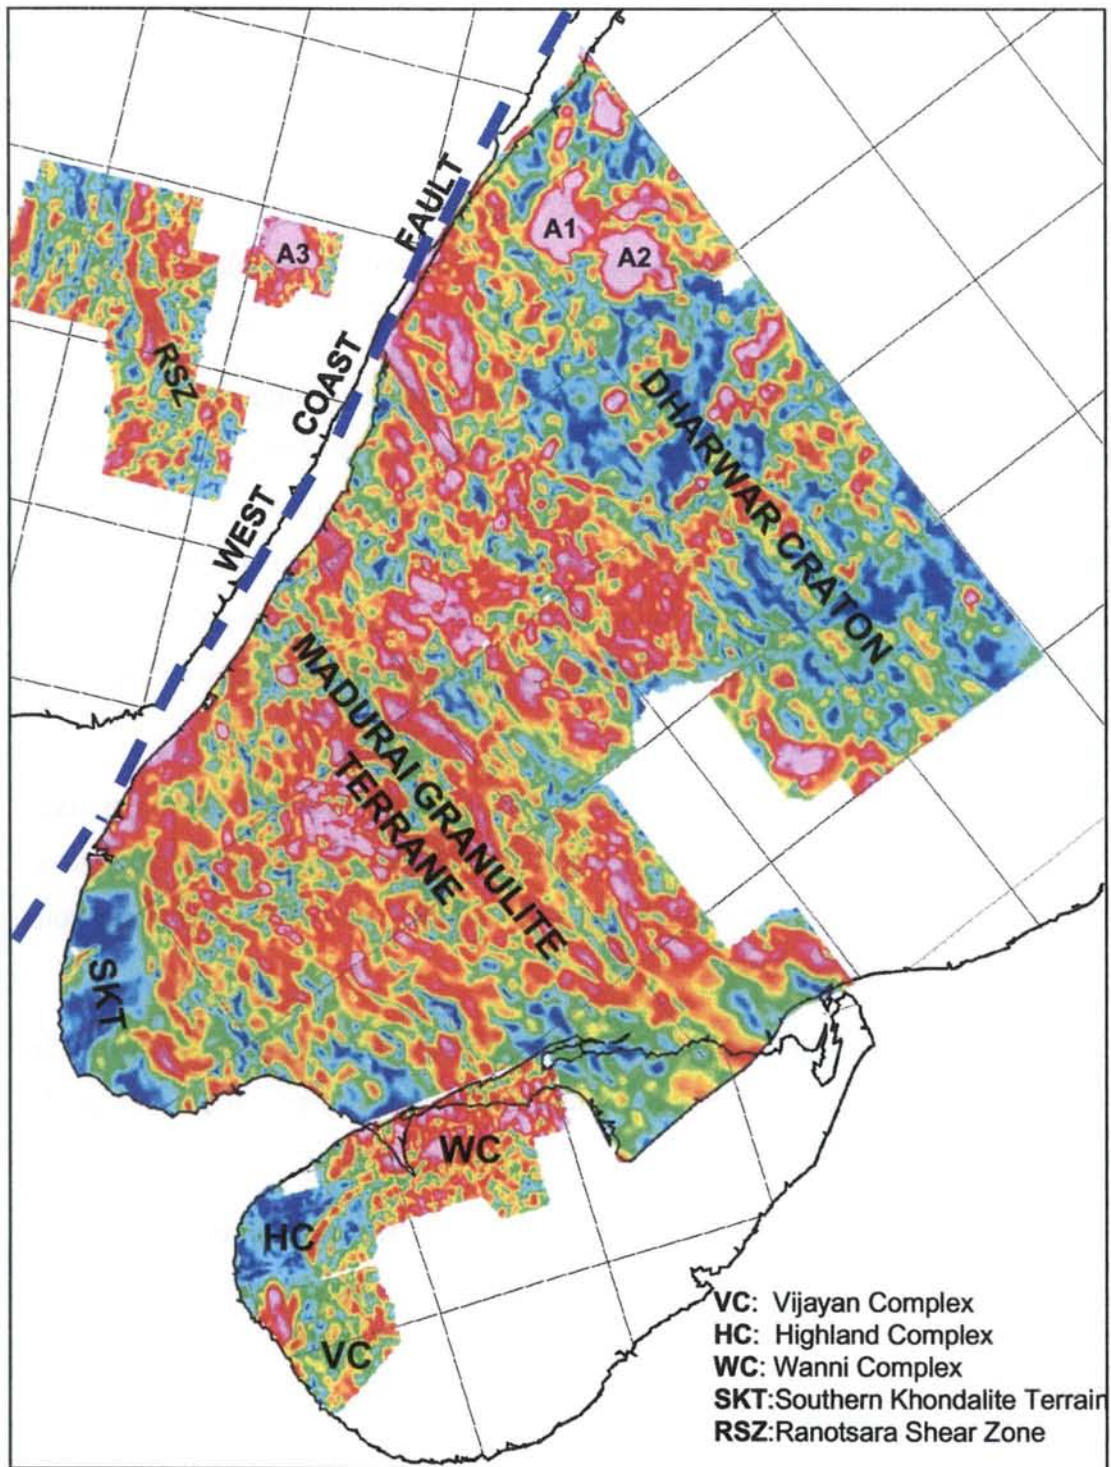 FAULT
A1
A2
A3
COAST
RSZ
DHARWAR CRATON
WEST
MADURAI GRANULITE
TERRANE
SKT
WC
HC
VC
VC: Vijayan Complex
HC: Highland Complex
WC: Wanni Complex
SKT:Southern Khondalite Terrain
RSZ:Ranotsara Shear Zone